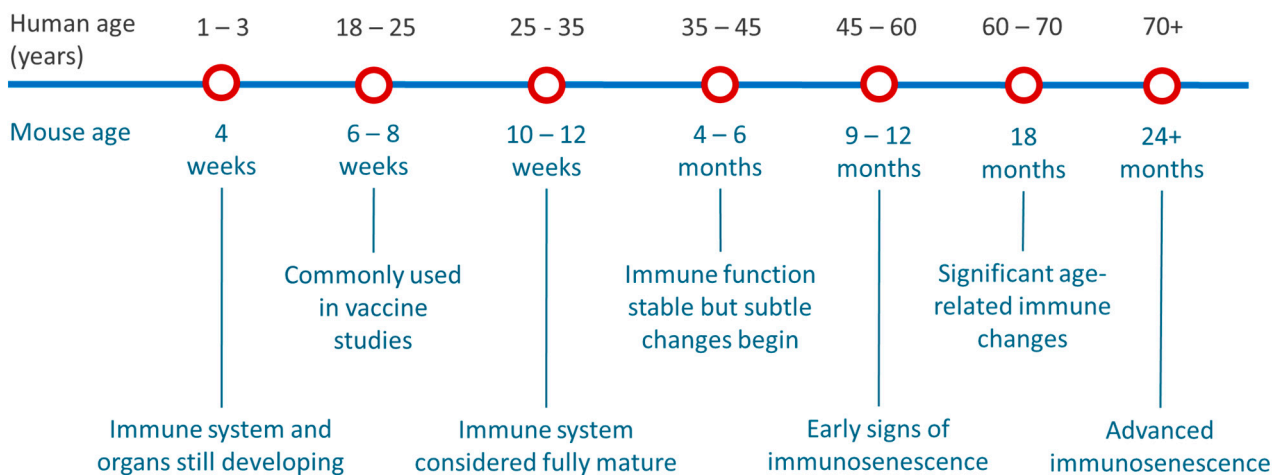 Human age
(years)
1 – 3
18 – 25
25 - 35
35 – 45
45 – 60
60 – 70
70+
Mouse age
4
weeks
6 – 8
weeks
10 – 12
weeks
4 – 6
months
9 – 12
months
18
months
24+
months
Commonly used
in vaccine
studies
Immune function
stable but subtle
changes begin
Significant age-
related immune
changes
Immune system and
organs still developing
Immune system
considered fully mature
Early signs of
immunosenescence
Advanced
immunosenescence